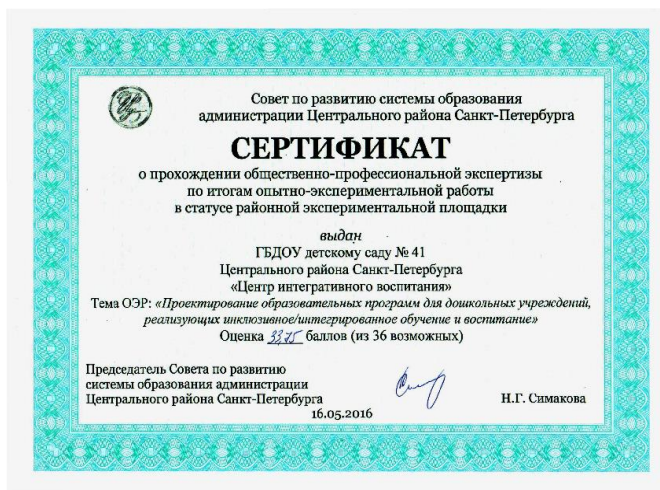 Совет по развитию системы образования
администрации Центрального района Санкт-Петербурга
СЕРТИФИКАТ
о прохождении общественно-профессиональной экспертизы
по итогам опытно-экспериментальной работы
в статусе районной экспериментальной площадки
выдан
ГБДОУ детскому саду № 41
Центрального района Санкт-Петербурга
«Центр интегративного воспитания»
Тема ОЭР: «Проектирование образовательных программ для дошкольных учреждений,
реализующих инклюзивное/интегрированное обучение и воспитание»
Оценка 33,75 баллов (из 36 возможных)
Председатель Совета по развитию
системы образования администрации
Центрального района Санкт-Петербурга
Н.Г. Симакова
16.05.2016